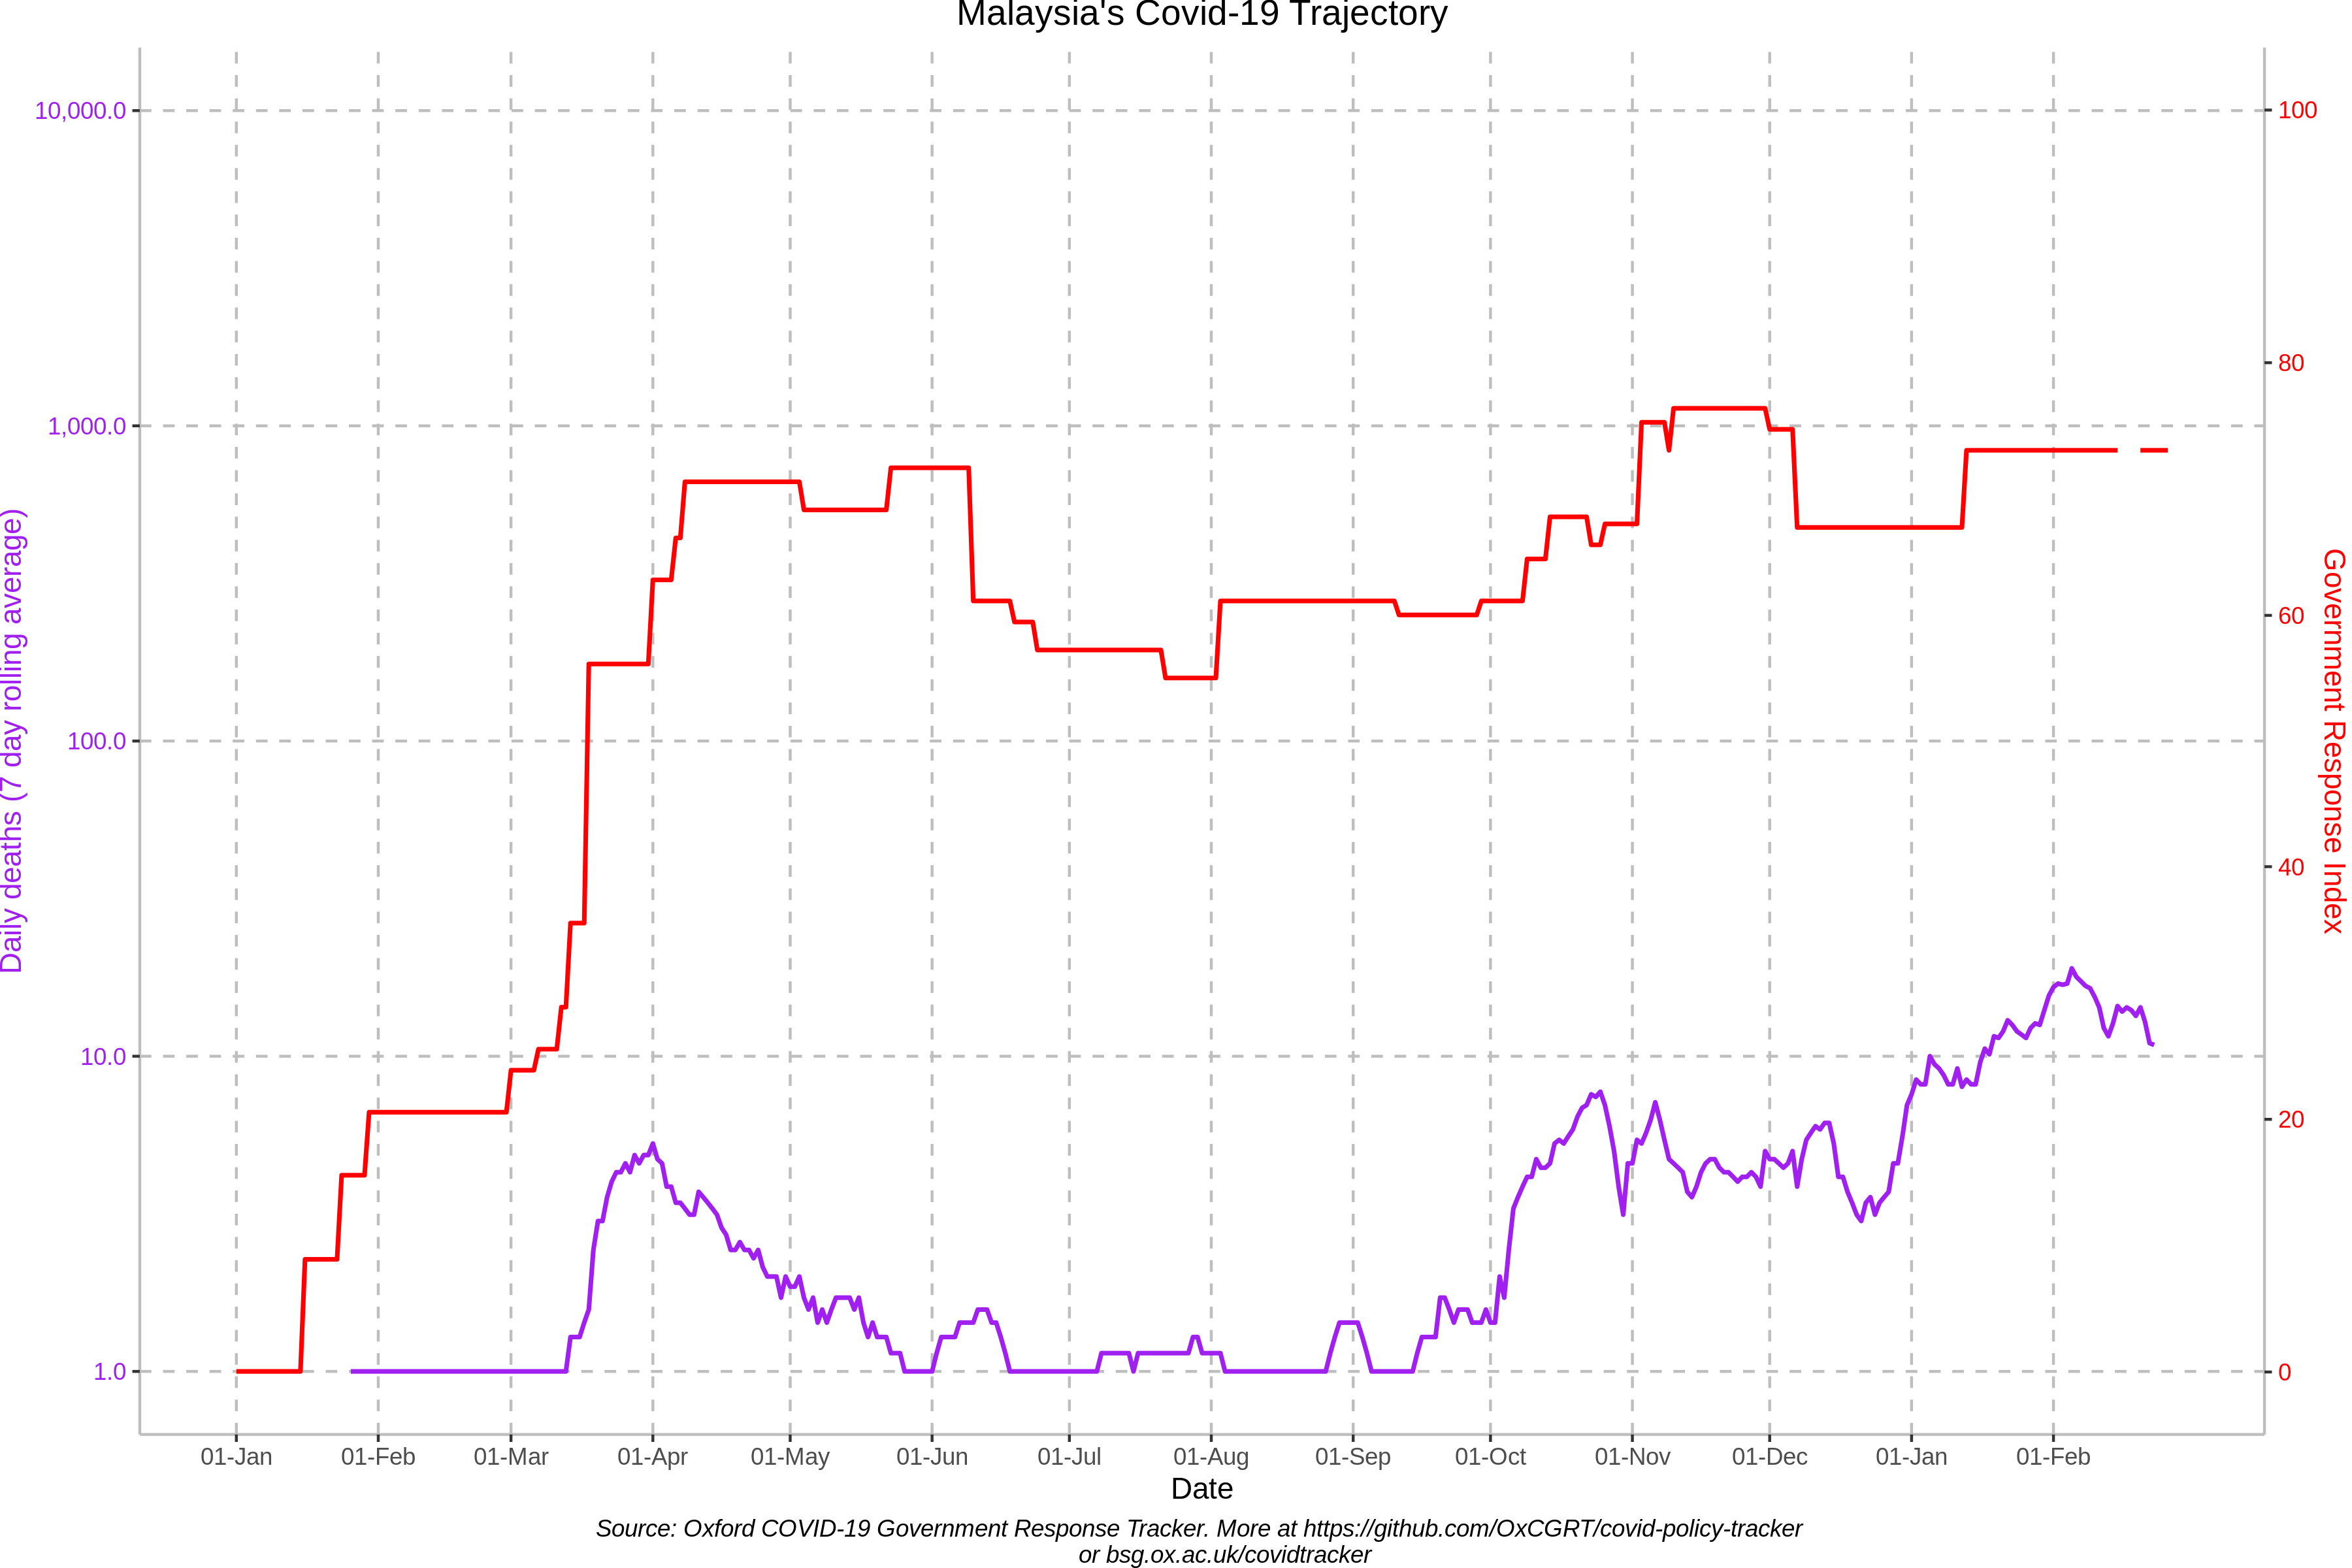 Malaysia's Covid-19 Trajectory
Daily deaths (7 day rolling average)
10,000.0
1,000.0
100.0
10.0
1.0
100
80
60
40
20
0
Government Response Index
01-Jan 01-Feb 01-Mar 01-Apr 01-May 01-Jun 01-Jul 01-Aug 01-Sep 01-Oct 01-Nov 01-Dec 01-Jan 01-Feb
Date
Source: Oxford COVID-19 Government Response Tracker. More at https://github.com/OxCGRT/covid-policy-tracker
or bsg.ox.ac.uk/covidtracker